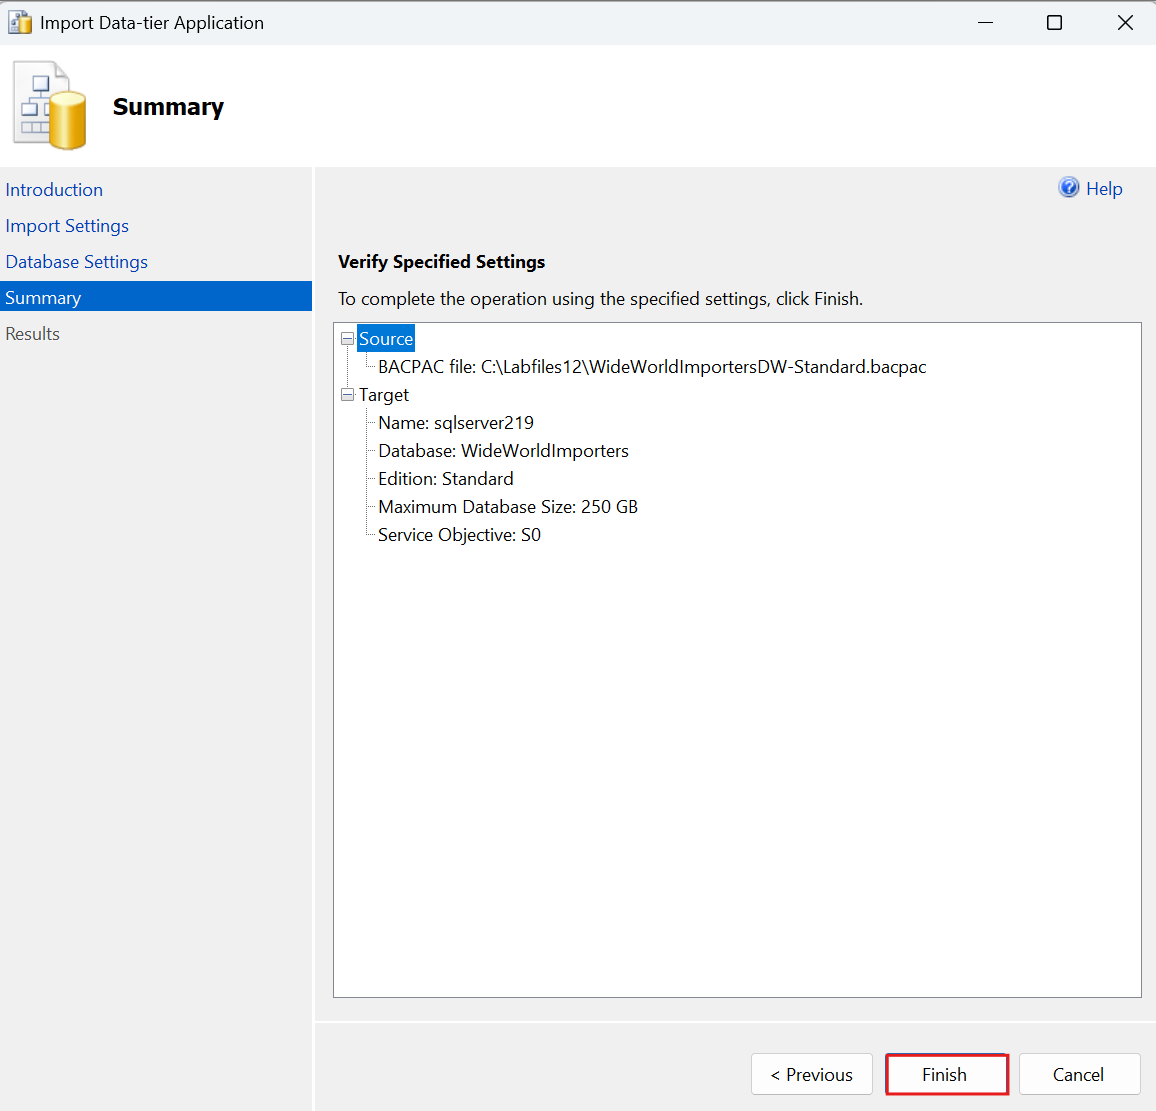 Import Data-tier Application
Summary
Introduction
Import Settings
Database Settings
Summary
Results
Help
Verify Specified Settings
To complete the operation using the specified settings, click Finish.
Source
BACPAC file: C:\Labfiles12\WideWorldImportersDW-Standard.bacpac
Target
Name: sqlserver219
Database: WideWorldImporters
Edition: Standard
Maximum Database Size: 250 GB
Service Objective: S0
< Previous
Finish
Cancel